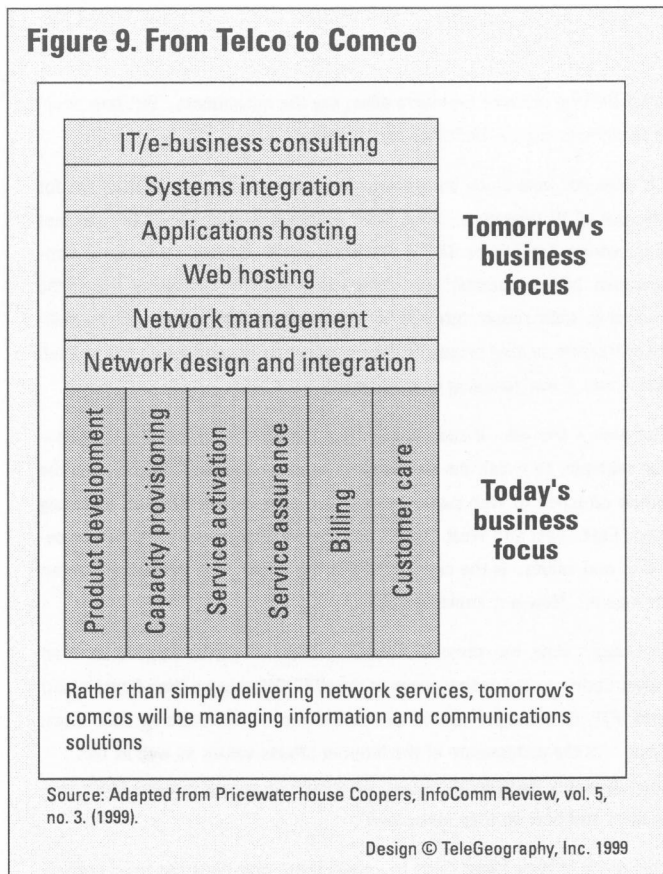 Figure 9. From Telco to Comco
IT/e-business consulting
Systems integration
Applications hosting
Web hosting
Network management
Network design and integration
Tomorrow's
business
focus
Product development
Capacity provisioning
Service activation
Service assurance
Billing
Customer care
Today's
business
focus
Rather than simply delivering network services, tomorrow's
comcos will be managing information and communications
solutions
Source: Adapted from Pricewaterhouse Coopers, InfoComm Review, vol. 5,
no. 3. (1999).
Design © TeleGeography, Inc. 1999